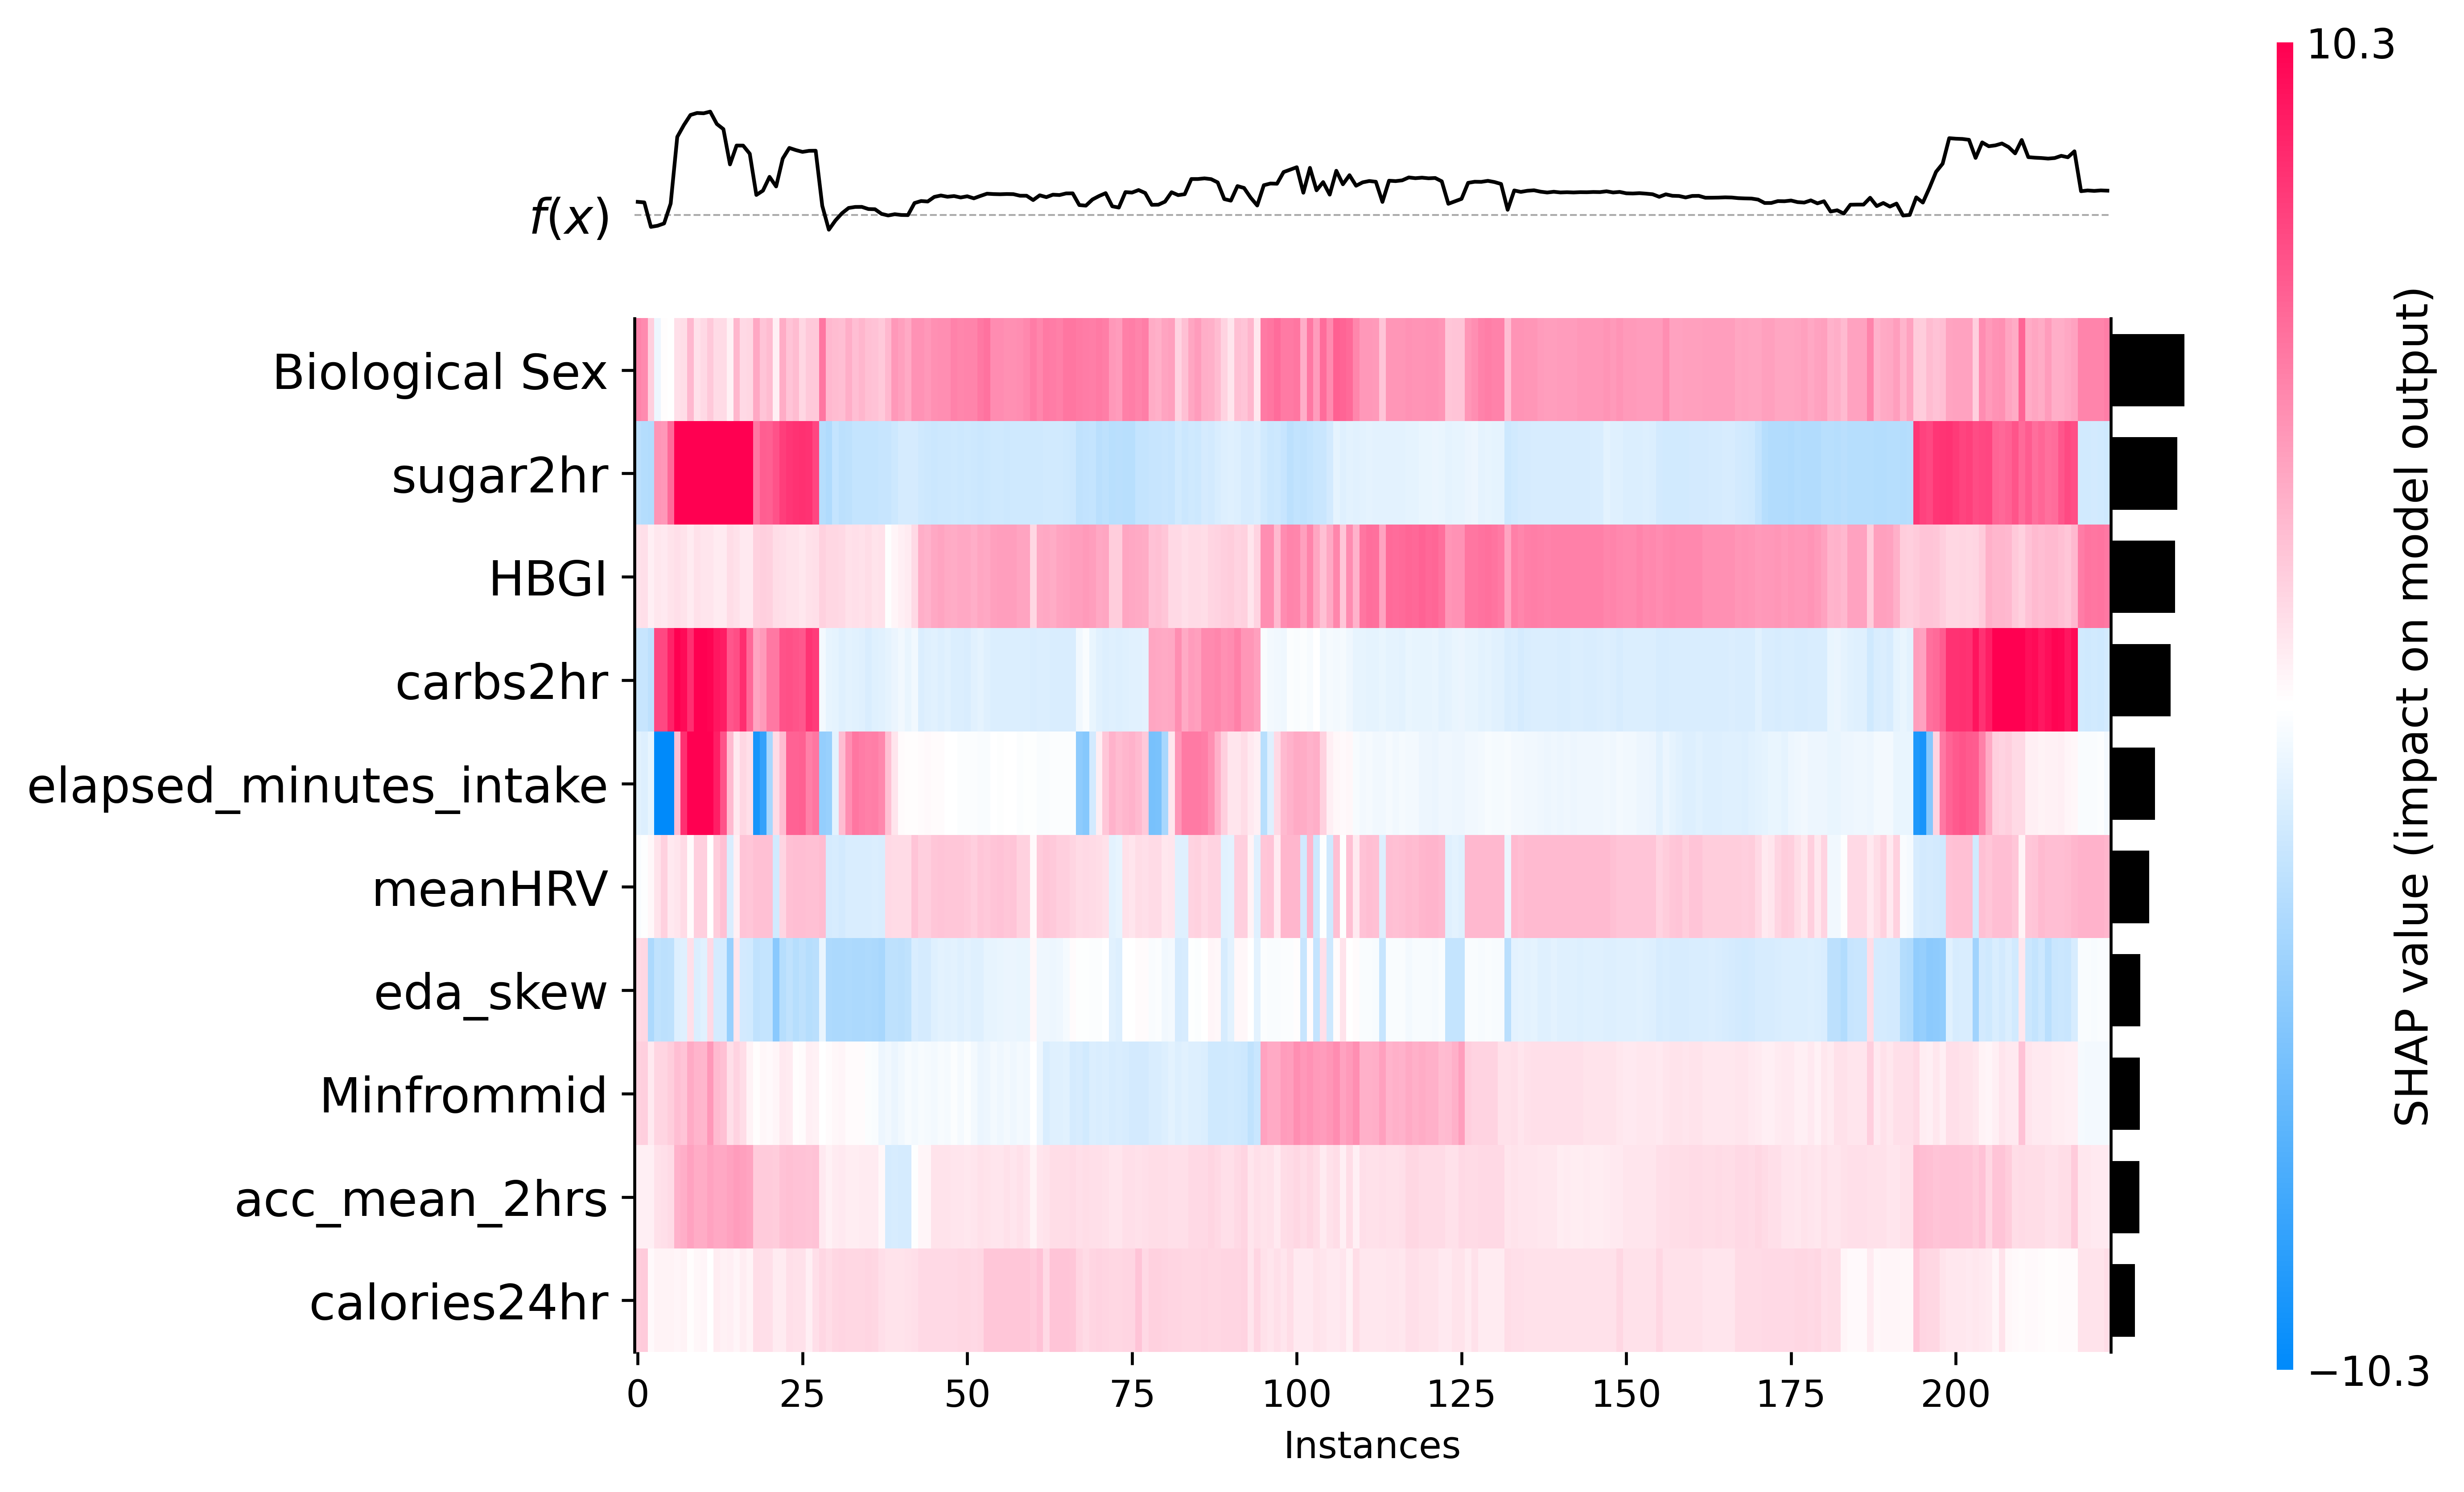 10.3
f(x)
Biological Sex
sugar2hr
HBGI
carbs2hr
elapsed_minutes_intake
meanHRV
eda_skew
Minfrommid
acc_mean_2hrs
calories24hr
0 25 50 75 100 125 150 175 200
Instances
SHAP value (impact on model output)
−10.3